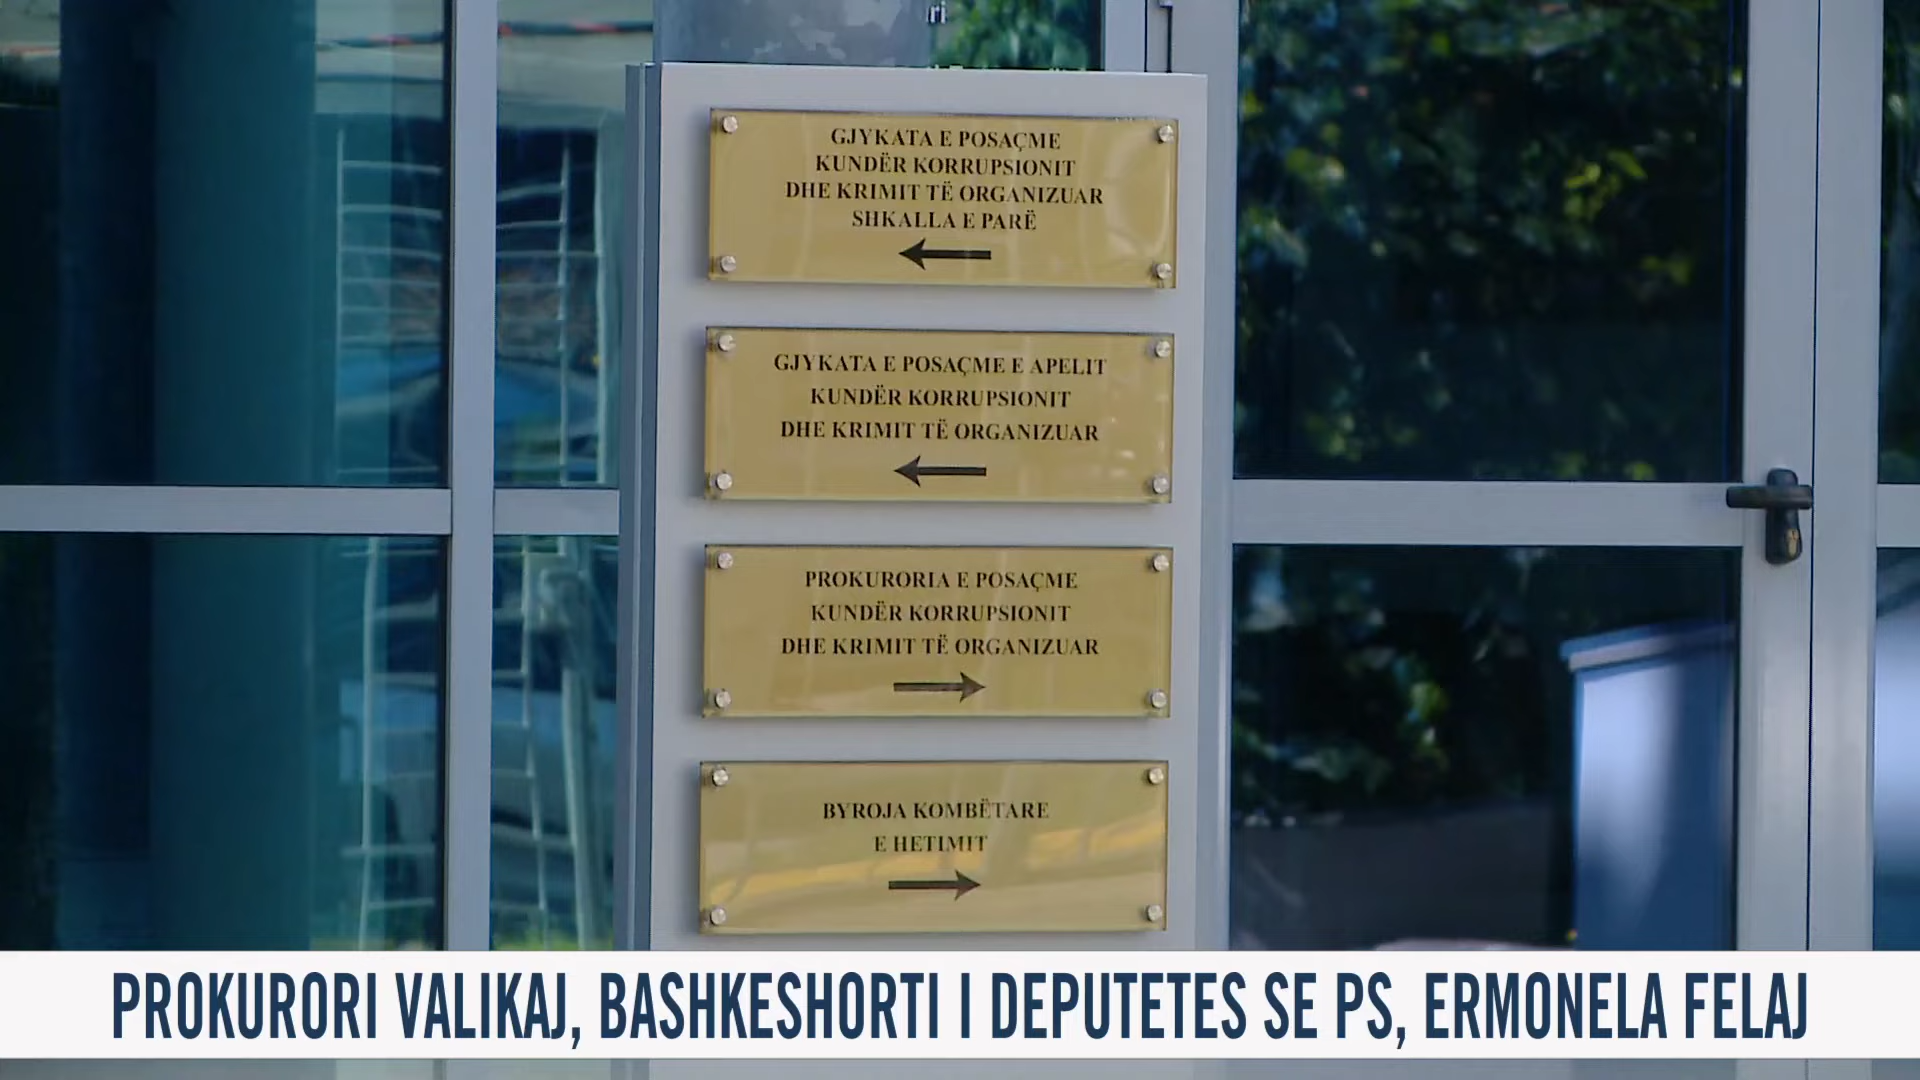 GJYKATA E POSAÇME
KUNDËR KORRUPSIONIT
DHE KRIMIT TË ORGANIZUAR
SHKALLA E PARË
GJYKATA E POSAÇME E APELIT
KUNDËR KORRUPSIONIT
DHE KRIMIT TË ORGANIZUAR
PROKURORIA E POSAÇME
KUNDËR KORRUPSIONIT
DHE KRIMIT TË ORGANIZUAR
BYROJA KOMBËTARE
E HETIMIT
PROKURORI VALIKAJ, BASHKESHORTI I DEPUTETES SE PS, ERMONELA FELAJ